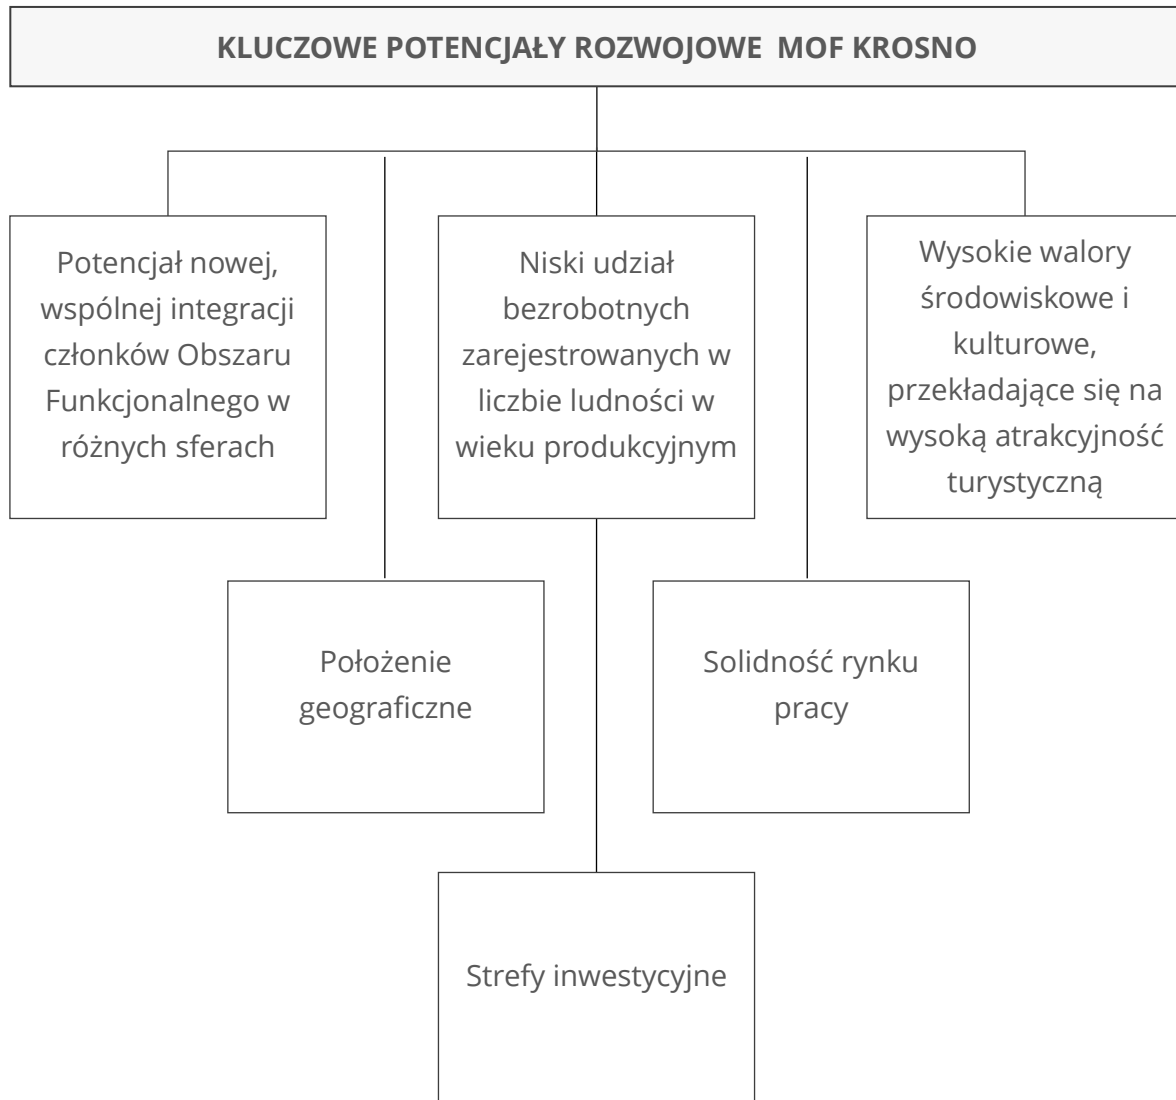 KLUCZOWE POTENCJAŁY ROZWOJOWE  MOF KROSNO
Potencjał nowej,
wspólnej integracji
członków Obszaru
Funkcjonalnego w
różnych sferach
Niski udział
bezrobotnych
zarejestrowanych w
liczbie ludności w
wieku produkcyjnym
Wysokie walory
środowiskowe i
kulturowe,
przekładające się na
wysoką atrakcyjność
turystyczną
Położenie
geograficzne
Solidność rynku
pracy
Strefy inwestycyjne